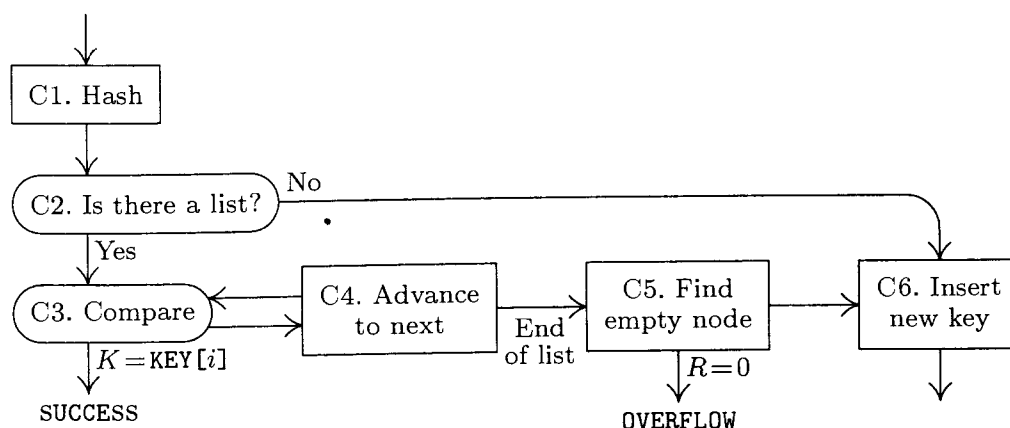 C1. Hash
C2. Is there a list?
No
Yes
C3. Compare
C4. Advance
to next
End
of list
C5. Find
empty node
C6. Insert
new key
K = KEY[i]
SUCCESS
R=0
OVERFLOW